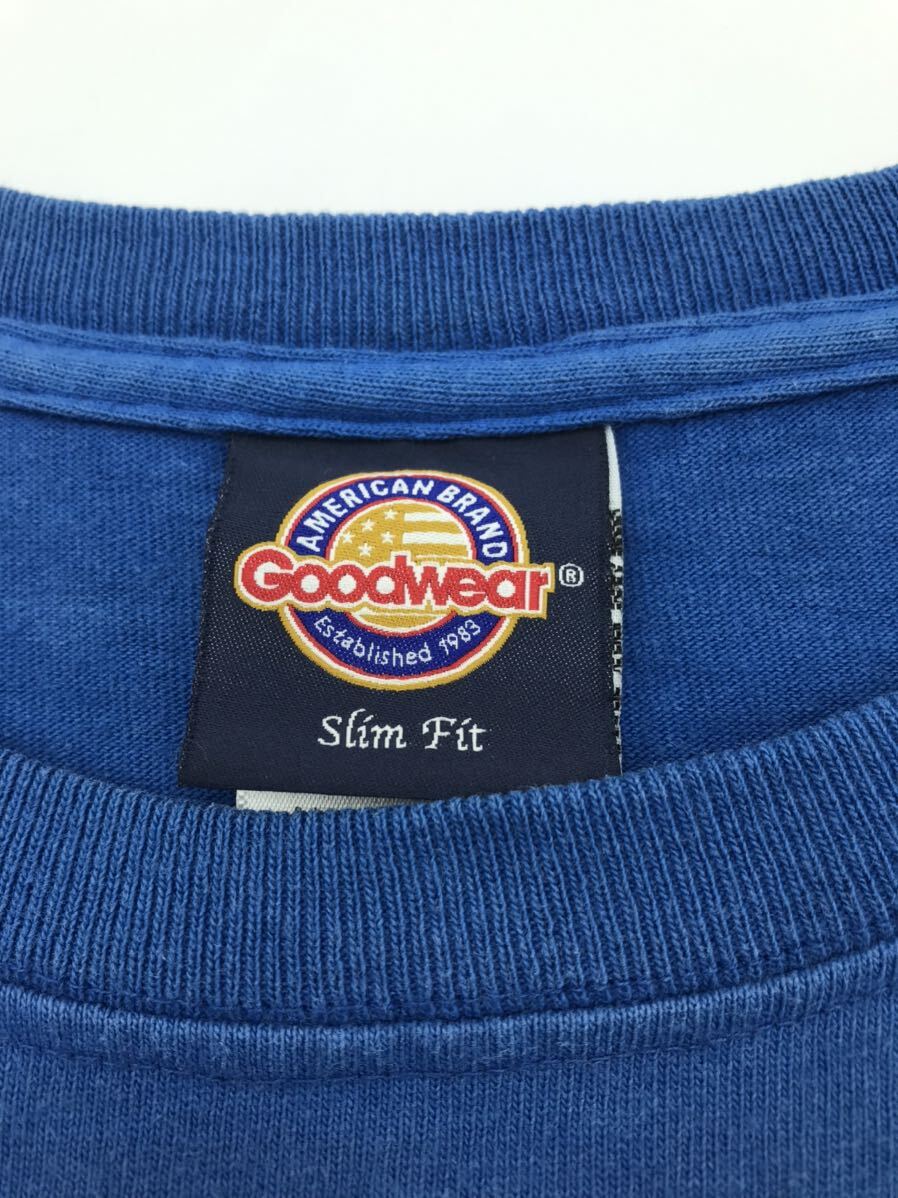 AMERICAN BRAND
Goodwear®
Established 1983
Slim Fit